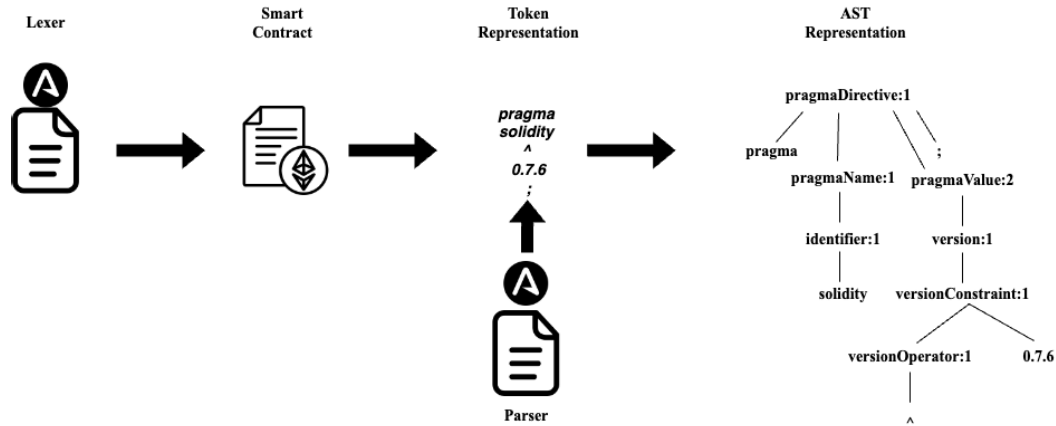 Lexer
Smart
Contract
Token
Representation
AST
Representation
pragma
solidity
^
0.7.6
;
Parser
pragmaDirective:1
pragma
;
pragmaName:1
pragmaValue:2
identifier:1
version:1
solidity
versionConstraint:1
versionOperator:1
0.7.6
^